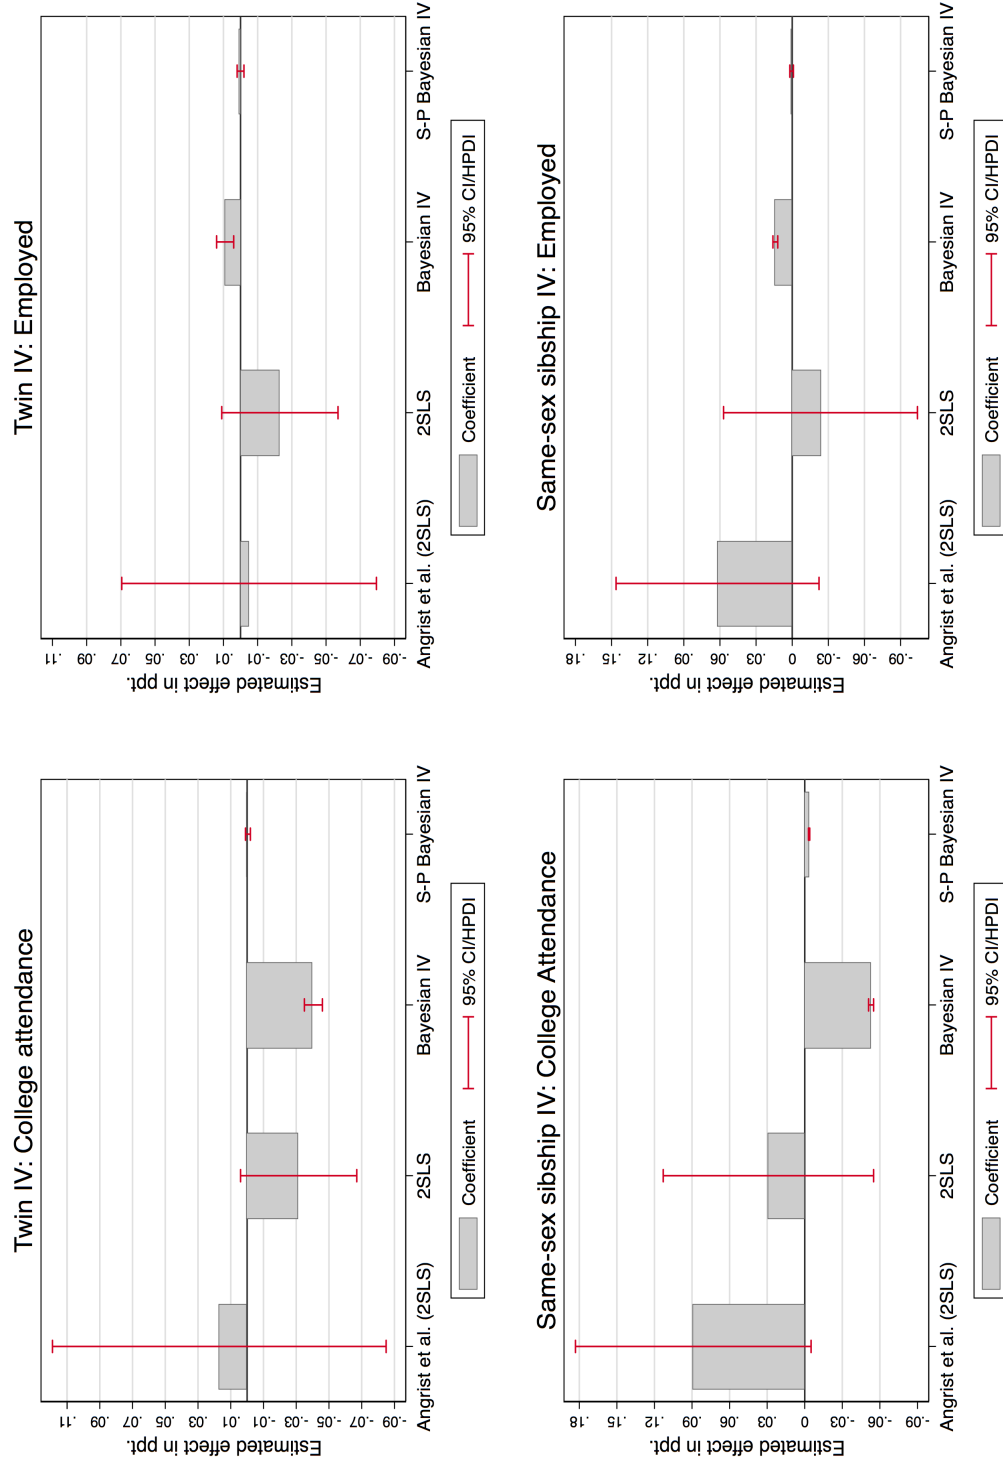 Twin IV: College attendance
Estimated effect in ppt.
.11
.09
.07
.05
.03
.01
-.01
-.03
-.05
-.07
-.09
Angrist et al. (2SLS)
2SLS
Bayesian IV
S-P Bayesian IV
Coefficient
95% CI/HPDI
Twin IV: Employed
Estimated effect in ppt.
.11
.09
.07
.05
.03
.01
-.01
-.03
-.05
-.07
-.09
Angrist et al. (2SLS)
2SLS
Bayesian IV
S-P Bayesian IV
Coefficient
95% CI/HPDI
Same-sex sibship IV: College Attendance
Estimated effect in ppt.
.18
.15
.12
.09
.06
.03
0
-.03
-.06
-.09
Angrist et al. (2SLS)
2SLS
Bayesian IV
S-P Bayesian IV
Coefficient
95% CI/HPDI
Same-sex sibship IV: Employed
Estimated effect in ppt.
.18
.15
.12
.09
.06
.03
0
-.03
-.06
-.09
Angrist et al. (2SLS)
2SLS
Bayesian IV
S-P Bayesian IV
Coefficient
95% CI/HPDI